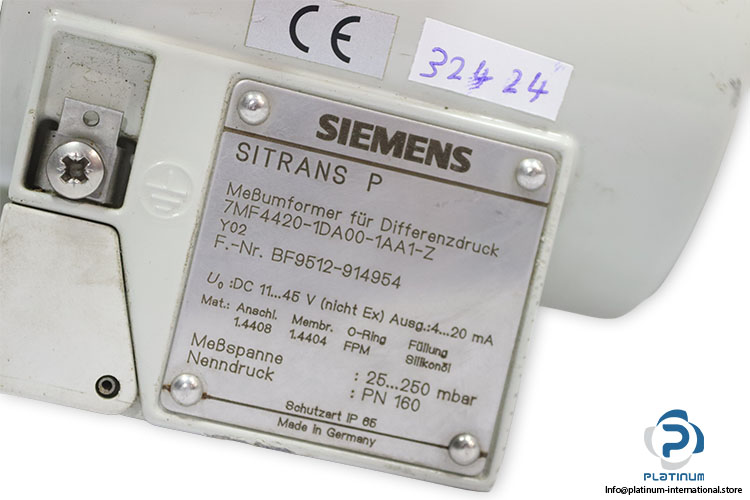 CE
32424
SIEMENS
SITRANS P
Meßumformer für Differenzdruck
7MF4420-1DA00-1AA1-Z
Y02
F.-Nr. BF9512-914954
U₀ :DC 11...45 V (nicht Ex) Ausg.:4...20 mA
Mat.: Anschl. Membr. O-Ring Füllung
1.4408 1.4404 FPM Silikonöl
Meßspanne : 25...250 mbar
Nenndruck : PN 160
Schutzart IP 65
Made in Germany
PLATINUM
Info@platinum-international.store